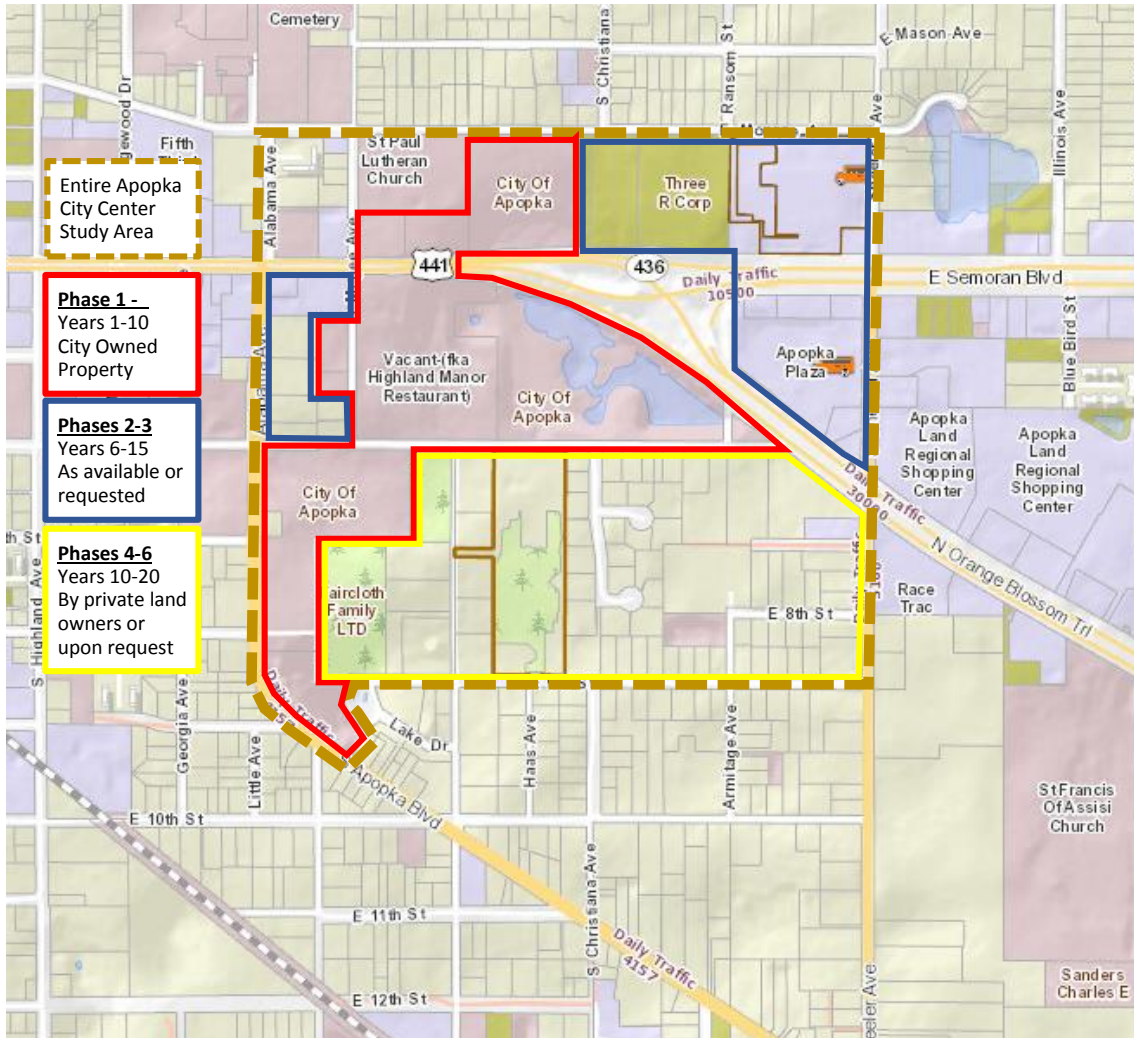 Cemetery
E Mason Ave
S Christiana
Ransom St
Ave
Illinois Ave
gewood Dr
Fifth
St Paul
Lutheran
Church
City Of
Apopka
Three
R Corp
Entire Apopka
City Center
Study Area
Alabama Ave
441
436
Daily Traffic
10500
E Semoran Blvd
Phase 1 -
Years 1-10
City Owned
Property
Vacant-(fka
Highland Manor
Restaurant)
City Of
Apopka
Apopka
Plaza
Blue Bird St
Phases 2-3
Years 6-15
As available or
requested
Apopka
Land
Regional
Shopping
Center
Apopka
Land
Regional
Shopping
Center
City Of
Apopka
Daily Traffic
30000
N Orange Blossom Trl
th St
S Highland Ave
Phases 4-6
Years 10-20
By private land
owners or
upon request
aircloth
Family
LTD
E 8th St
Race
Trac
Daily Traffic
Georgia Ave
Little Ave
Lake Dr
Haas Ave
Armitage Ave
Apopka Blvd
E 10th St
St Francis
Of Assisi
Church
E 11th St
S Christiana Ave
Daily Traffic
4157
E 12th St
eeler Ave
Sanders
Charles E